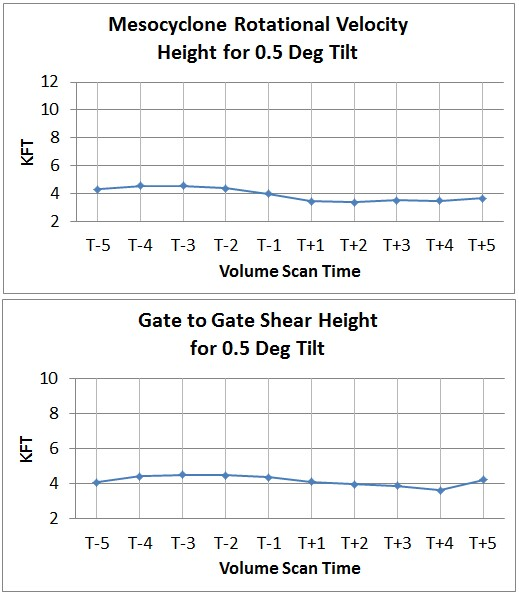 Mesocyclone Rotational Velocity
Height for 0.5 Deg Tilt
12
10
8
6
4
2
KFT
T-5 T-4 T-3 T-2 T-1 T+1 T+2 T+3 T+4 T+5
Volume Scan Time
Gate to Gate Shear Height
for 0.5 Deg Tilt
10
8
6
4
2
KFT
T-5 T-4 T-3 T-2 T-1 T+1 T+2 T+3 T+4 T+5
Volume Scan Time